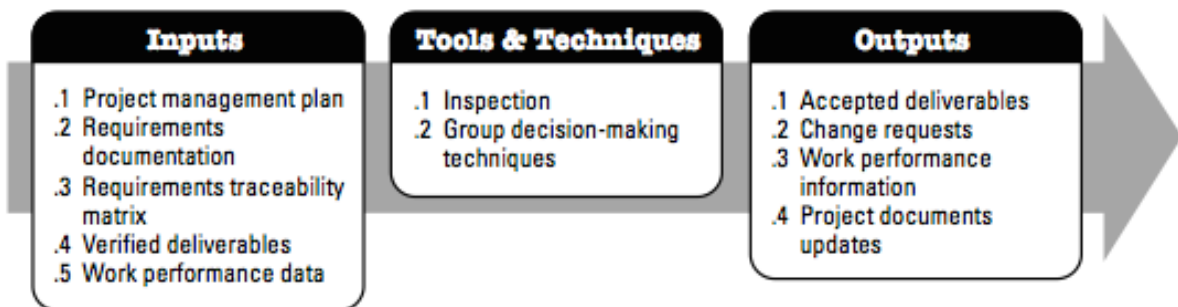 Inputs
.1 Project management plan
.2 Requirements
documentation
.3 Requirements traceability
matrix
.4 Verified deliverables
.5 Work performance data
Tools & Techniques
.1 Inspection
.2 Group decision-making
techniques
Outputs
.1 Accepted deliverables
.2 Change requests
.3 Work performance
information
.4 Project documents
updates